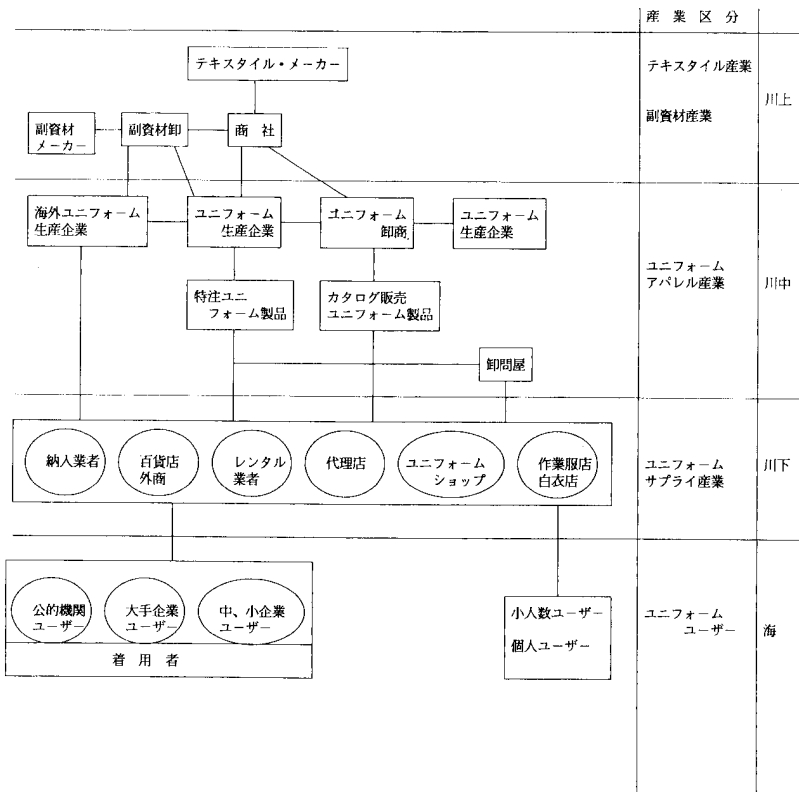 産業区分
テキスタイル・メーカー
テキスタイル産業
川上
副資材
メーカー
副資材卸
商社
副資材産業
海外ユニフォーム
生産企業
ユニフォーム
生産企業
ユニフォーム
卸商
ユニフォーム
生産企業
ユニフォーム
アパレル産業
川中
特注ユニ
フォーム製品
カタログ販売
ユニフォーム製品
卸問屋
納入業者
百貨店
外商
レンタル
業者
代理店
ユニフォーム
ショップ
作業服店
白衣店
ユニフォーム
サプライ産業
川下
公的機関
ユーザー
大手企業
ユーザー
中、小企業
ユーザー
着用者
小人数ユーザー
個人ユーザー
ユニフォーム
ユーザー
海